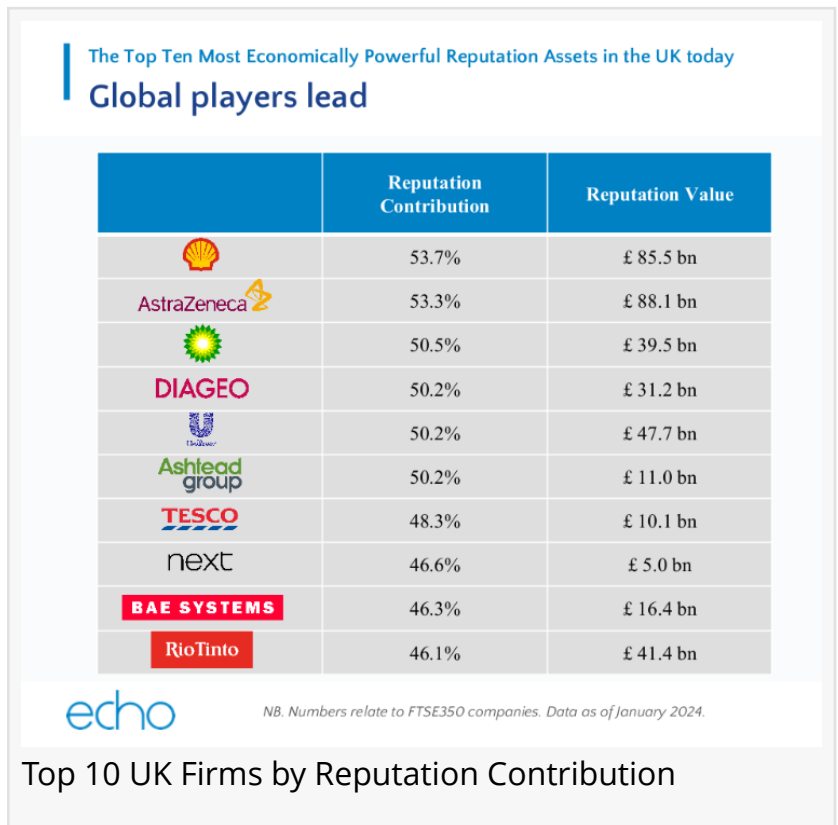 The Top Ten Most Economically Powerful Reputation Assets in the UK today
Global players lead
Reputation Contribution Reputation Value
53.7% £ 85.5 bn
AstraZeneca 53.3% £ 88.1 bn
50.5% £ 39.5 bn
DIAGEO 50.2% £ 31.2 bn
Unilever 50.2% £ 47.7 bn
Ashtead group 50.2% £ 11.0 bn
TESCO 48.3% £ 10.1 bn
next 46.6% £ 5.0 bn
BAE SYSTEMS 46.3% £ 16.4 bn
RioTinto 46.1% £ 41.4 bn
echo NB. Numbers relate to FTSE350 companies. Data as of January 2024.
Top 10 UK Firms by Reputation Contribution